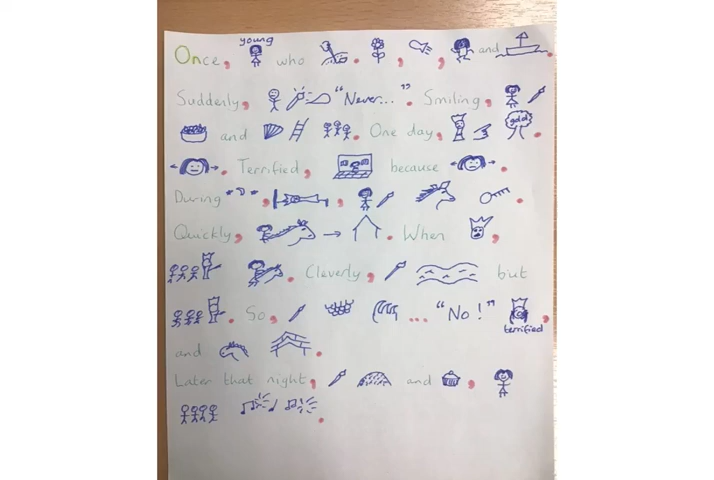 young
Once, who . , , , and .
Suddenly, "Never...". Smiling,
and . One day, gold .
. Terrified, because .
During , , .
Quickly, . When ,
. Cleverly, but
. So, ... "No!" ,
terrified
and .
Later that night, and ,
.